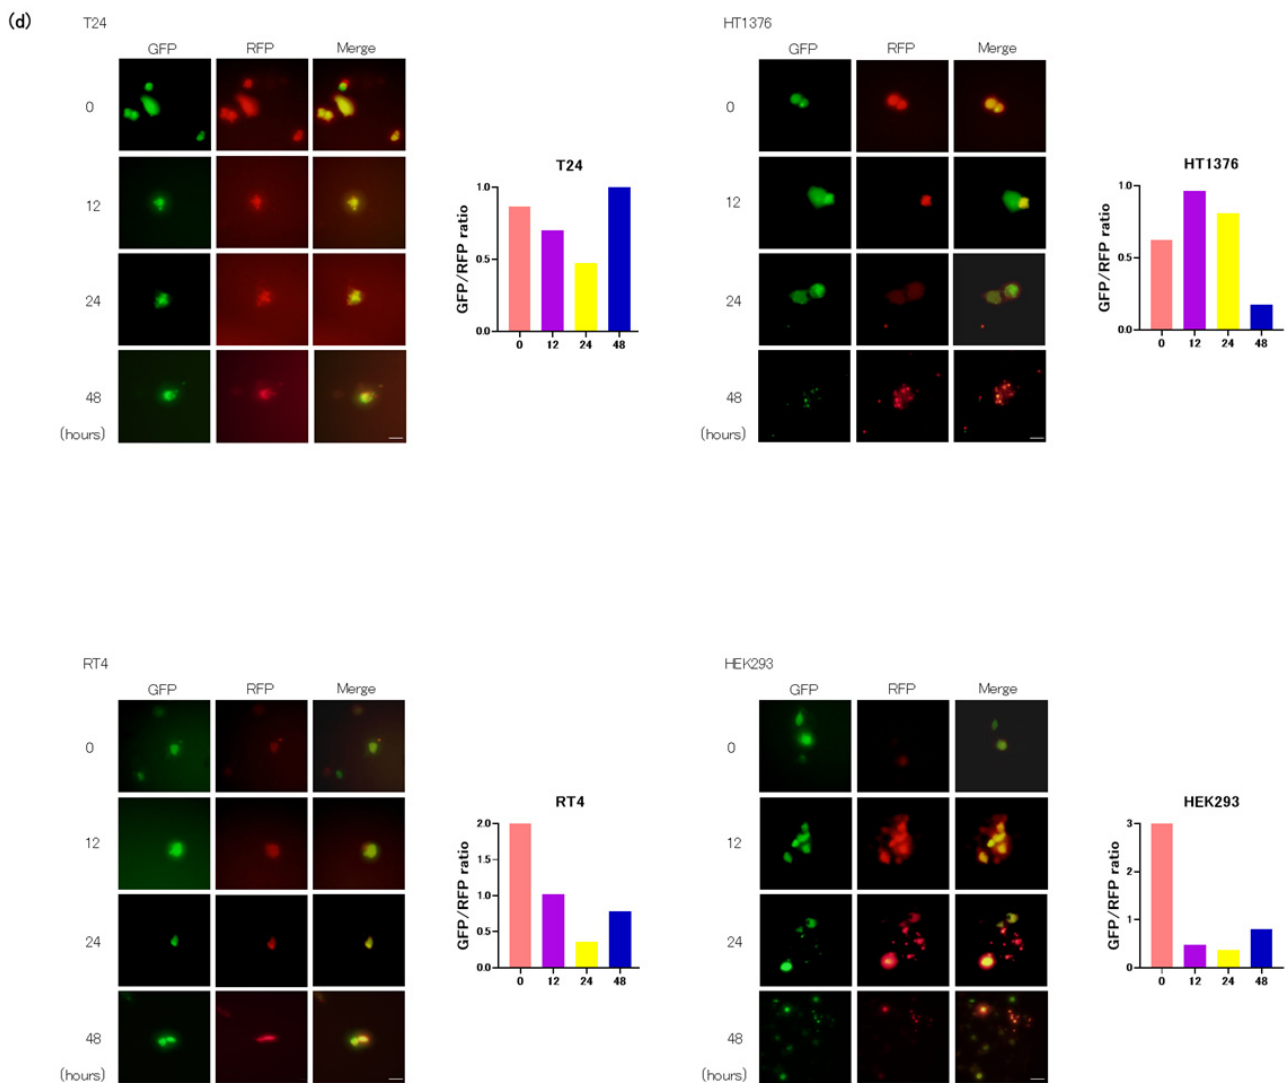 (d)
T24
GFP RFP Merge
0
12
24
48
(hours)
T24
GFP/RFP ratio
1.0
0.5
0.0
0 12 24 48
HT1376
GFP RFP Merge
0
12
24
48
(hours)
HT1376
GFP/RFP ratio
1.0
0.5
0.0
0 12 24 48
RT4
GFP RFP Merge
0
12
24
48
(hours)
RT4
GFP/RFP ratio
2.0
1.5
1.0
0.5
0.0
0 12 24 48
HEK293
GFP RFP Merge
0
12
24
48
(hours)
HEK293
GFP/RFP ratio
3
2
1
0
0 12 24 48